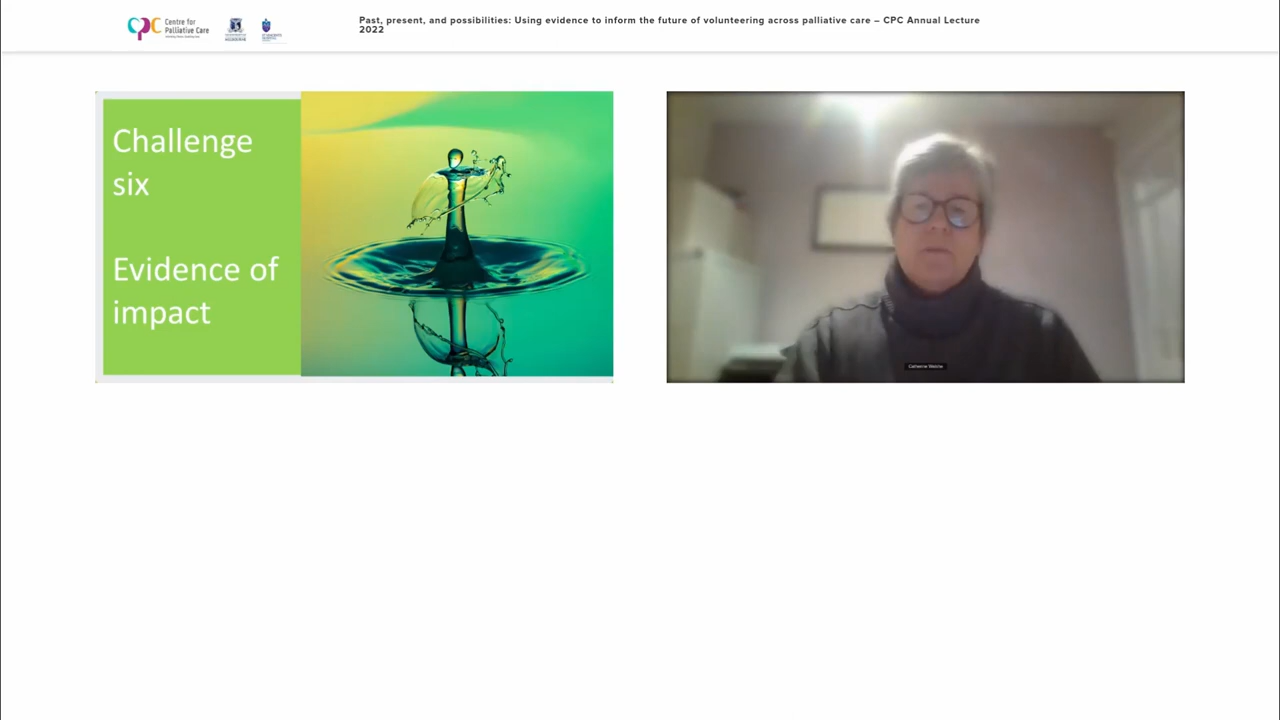 Centre for
Palliative Care
Past, present, and possibilities: Using evidence to inform the future of volunteering across palliative care – CPC Annual Lecture
2022
Challenge
six
Evidence of
impact